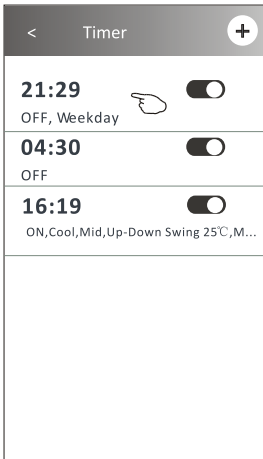 < Timer +
21:29
OFF, Weekday
04:30
OFF
16:19
ON,Cool,Mid,Up-Down Swing 25℃,M...